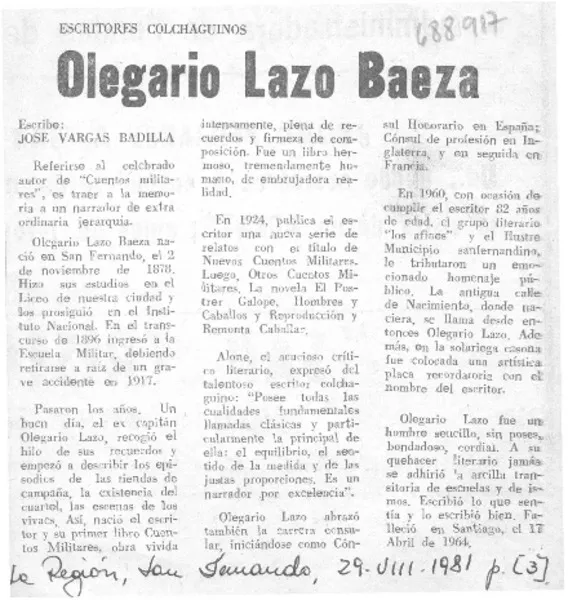 ESCRITORES COLCHAGUINOS
688917
Olegario Lazo Baeza
Escribe:
JOSE VARGAS BADILLA
Referirse al celebrado
autor de "Cuentos milita-
res", es traer a la memo-
ria a un narrador de extra
ordinaria jerarquía.
Olegario Lazo Baeza na-
ció en San Fernando, el 2
de noviembre de 1878.
Hizo sus estudios en el
Liceo de nuestra ciudad y
los prosiguió en el Insti-
tuto Nacional. En el trans-
curso de 1896 ingresó a la
Escuela Militar, debiendo
retirarse a raíz de un gra-
ve accidente en 1917.
Pasaron los años. Un
buen día, el ex capitán
Olegario Lazo, recogió el
hilo de sus recuerdos y
empezó a describir los epi-
sodios de las tiendas de
campaña, la existencia del
cuartel, las escenas de los
vivacs. Así, nació el escri-
tor y su primer libro Cuen-
tos Militares, obra vivida
intensamente, plena de re-
cuerdos y firmeza de com-
posición. Fue un libro her-
moso, tremendamente hu-
mano, de embrujadora rea-
lidad.
En 1924, publica el es-
critor una nueva serie de
relatos con el título de
Nuevos Cuentos Militares.
Luego, Otros Cuentos Mi-
litares. La novela El Pos-
trer Galope, Hombres y
Caballos y Reproducción y
Remonta Caballar.
Alone, el acucioso críti-
co literario, expresó del
talentoso escritor colcha-
guino: "Posee todas las
cualidades fundamentales
llamadas clásicas y parti-
cularmente la principal de
ella: el equilibrio, el sen-
tido de la medida y de las
justas proporciones. Es un
narrador por excelencia".
Olegario Lazo abrazó
también la carrera consu-
lar, iniciándose como Cón-
sul Honorario en España;
Cónsul de profesión en In-
glaterra, y en seguida en
Francia.
En 1960, con ocasión de
cumplir el escritor 82 años
de edad, el grupo literario
"los afines" y el Ilustre
Municipio sanfernandino,
le tributaron un emo-
cionado homenaje pú-
blico. La antigua calle
de Nacimiento, donde na-
ciera, se llama desde en-
tonces Olegario Lazo. Ade-
más, en la solariega casona
fue colocada una artística
placa recordatoria con el
nombre del escritor.
Olegario Lazo fue un
hombre sencillo, sin poses,
bondadoso, cordial. A su
quehacer literario jamás
se adhirió la arcilla tran-
sitoria de escuelas y de is-
mos. Escribió lo que sen-
tía y lo escribió bien. Fa-
lleció en Santiago, el 17
Abril de 1964.
La Región, San Fernando, 29-VIII-1981 p. [3]